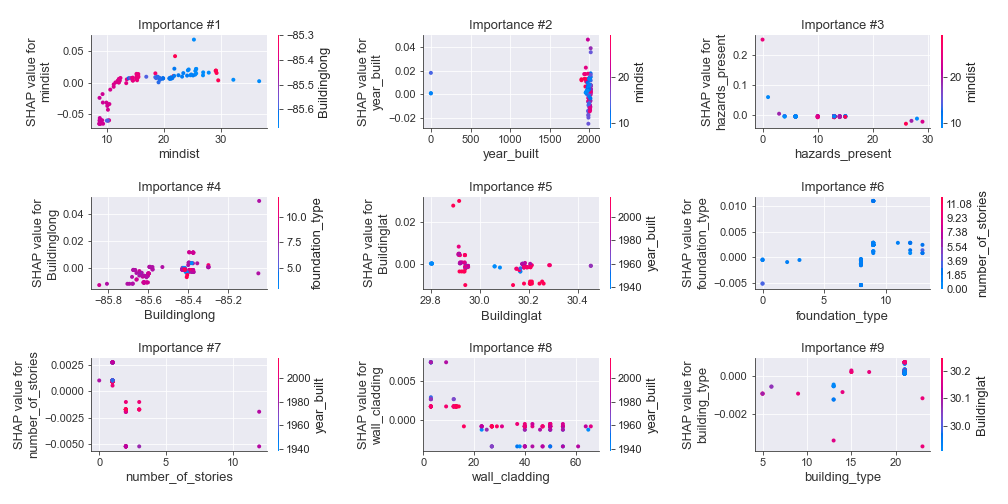 Importance #1
SHAP value for
mindist
0.05
0.00
−0.05
10
20
30
mindist
−85.3
−85.4
−85.5
−85.6
Buildinglong
Importance #2
SHAP value for
year_built
0.04
0.02
0.00
−0.02
0
500
1000
1500
2000
year_built
20
10
mindist
Importance #3
SHAP value for
hazards_present
0.2
0.0
0
10
20
30
hazards_present
20
10
mindist
Importance #4
SHAP value for
Buildinglong
0.04
0.02
0.00
−85.8
−85.6
−85.4
−85.2
Buildinglong
10.0
7.5
5.0
foundation_type
Importance #5
SHAP value for
Buildinglat
0.02
0.00
29.8
30.0
30.2
30.4
Buildinglat
2000
1980
1960
1940
year_built
Importance #6
SHAP value for
foundation_type
0.010
0.005
0.000
−0.005
0
5
10
foundation_type
11.08
9.23
7.38
5.54
3.69
1.85
0.00
number_of_stories
Importance #7
SHAP value for
number_of_stories
0.0025
0.0000
−0.0025
−0.0050
0
5
10
number_of_stories
2000
1980
1960
1940
year_built
Importance #8
SHAP value for
wall_cladding
0.005
0.000
0
20
40
60
wall_cladding
2000
1980
1960
1940
year_built
Importance #9
SHAP value for
building_type
0.000
−0.002
5
10
15
20
building_type
30.2
30.1
30.0
Buildinglat